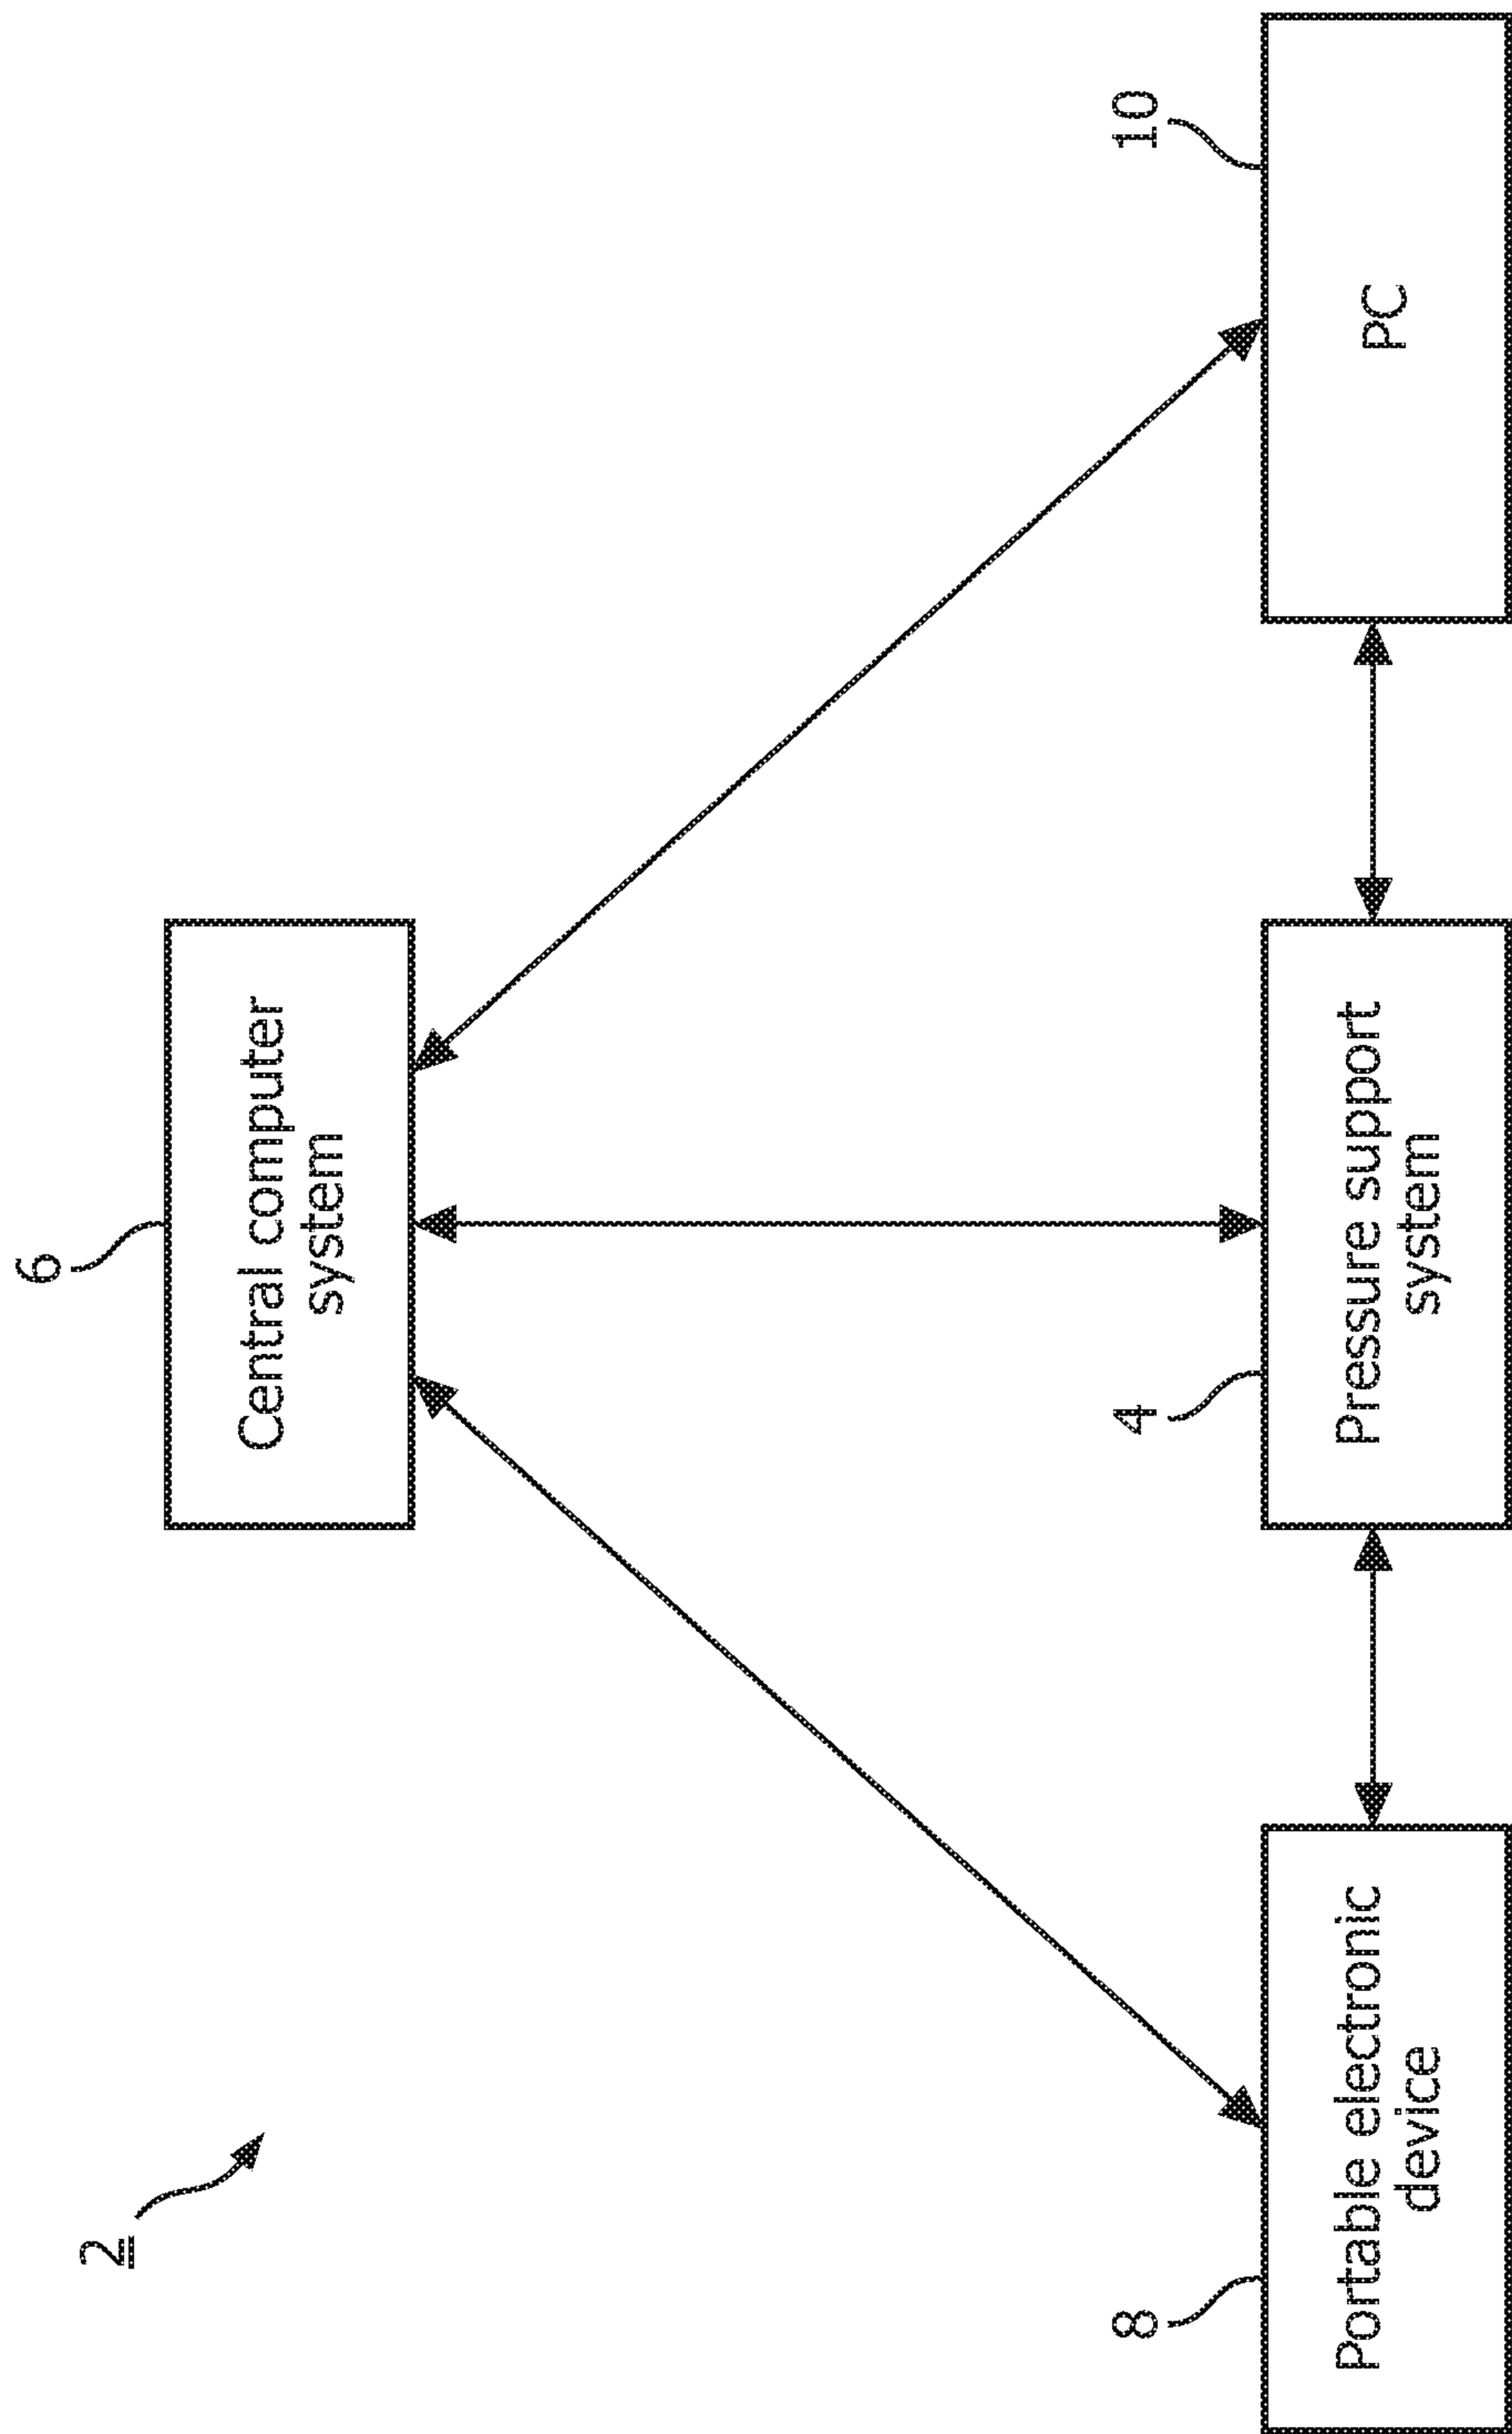 2
6
Central computer
system
8
Portable electronic
device
4
Pressure support
system
10
PC